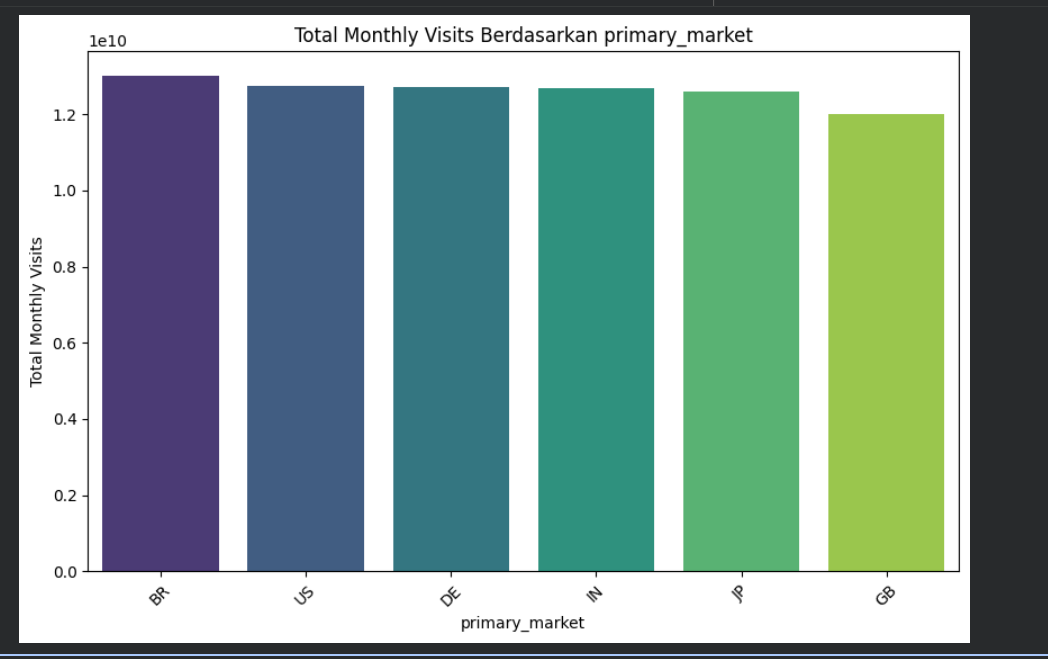 Total Monthly Visits Berdasarkan primary_market
1e10
Total Monthly Visits
1.2
1.0
0.8
0.6
0.4
0.2
0.0
BR
US
DE
IN
JP
GB
primary_market